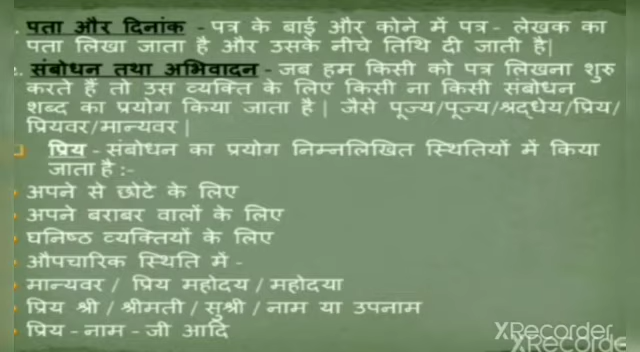 . पता और दिनांक - पत्र के बाई और कोने में पत्र- लेखक का
पता लिखा जाता है और उसके नीचे तिथि दी जाती है|
2. संबोधन तथा अभिवादन - जब हम किसी को पत्र लिखना शुरु
करते हैं तो उस व्यक्ति के लिए किसी ना किसी संबोधन
शब्द का प्रयोग किया जाता है | जैसे पूज्य/पूज्य/श्रद्धेय/प्रिय/
प्रियवर/मान्यवर |
प्रिय - संबोधन का प्रयोग निम्नलिखित स्थितियों में किया
जाता है :-
अपने से छोटे के लिए
अपने बराबर वालों के लिए
घनिष्ठ व्यक्तियों के लिए
औपचारिक स्थिति में -
मान्यवर / प्रिय महोदय / महोदया
प्रिय श्री / श्रीमती / सुश्री / नाम या उपनाम
प्रिय - नाम - जी आदि
XRecorder
XRecorde